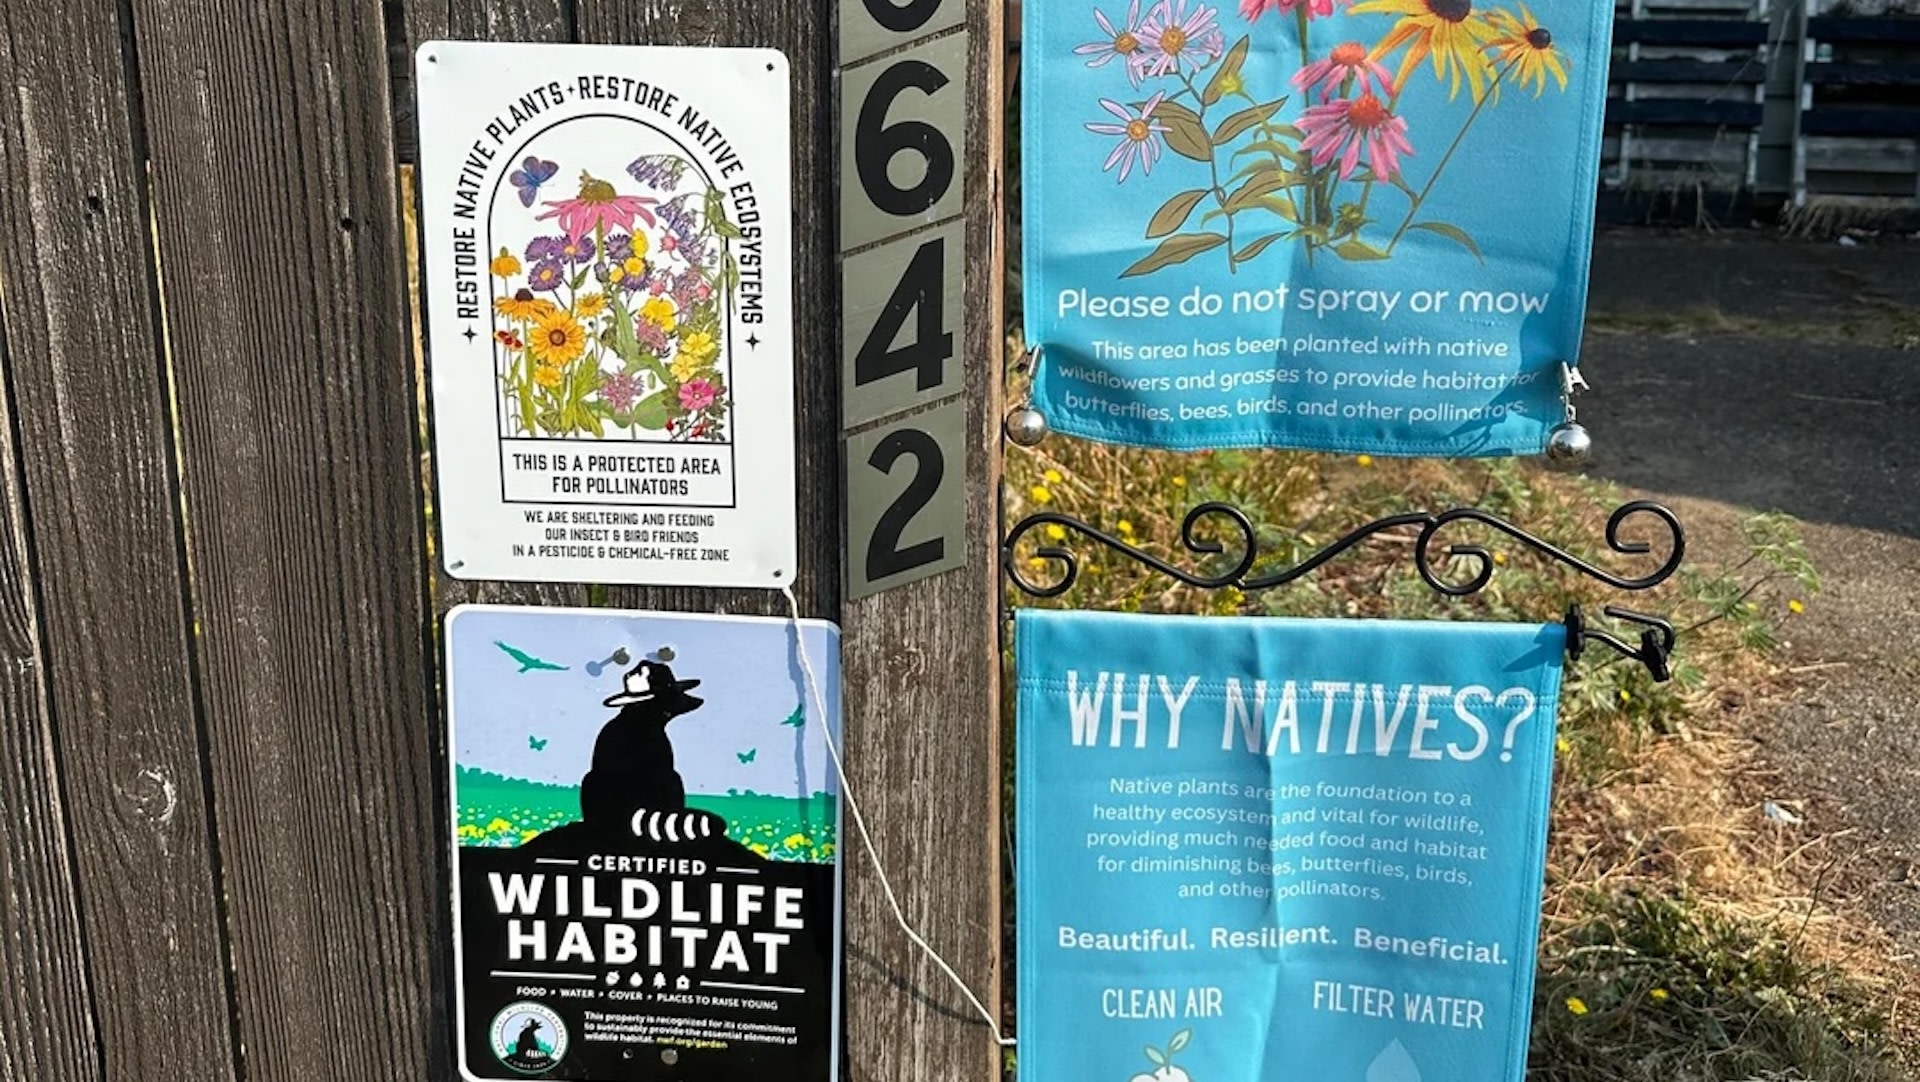 RESTORE NATIVE PLANTS + RESTORE NATIVE ECOSYSTEMS
THIS IS A PROTECTED AREA
FOR POLLINATORS
WE ARE SHELTERING AND FEEDING
OUR INSECT & BIRD FRIENDS
IN A PESTICIDE & CHEMICAL-FREE ZONE
CERTIFIED
WILDLIFE
HABITAT
FOOD • WATER • COVER • PLACES TO RAISE YOUNG
This property is recognized for its commitment
to sustainably provide the essential elements of
wildlife habitat. nwf.org/garden
6
4
2
Please do not spray or mow
This area has been planted with native
wildflowers and grasses to provide habitat for
butterflies, bees, birds, and other pollinators.
WHY NATIVES?
Native plants are the foundation to a
healthy ecosystem and vital for wildlife,
providing much needed food and habitat
for diminishing bees, butterflies, birds,
and other pollinators.
Beautiful. Resilient. Beneficial.
CLEAN AIR
FILTER WATER